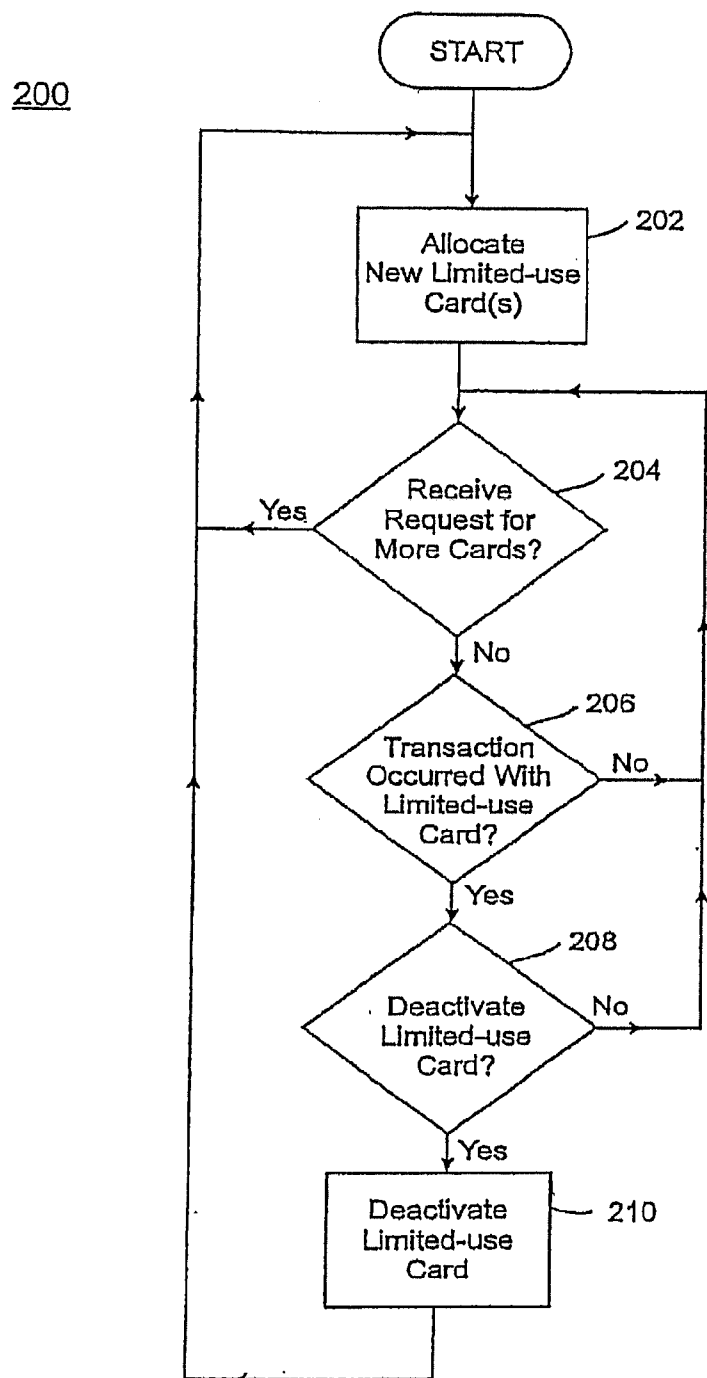 START
200
202
Allocate
New Limited-use
Card(s)
204
Receive
Request for
More Cards?
Yes
No
206
Transaction
Occurred With
Limited-use
Card?
No
Yes
208
Deactivate
Limited-use
Card?
No
Yes
210
Deactivate
Limited-use
Card